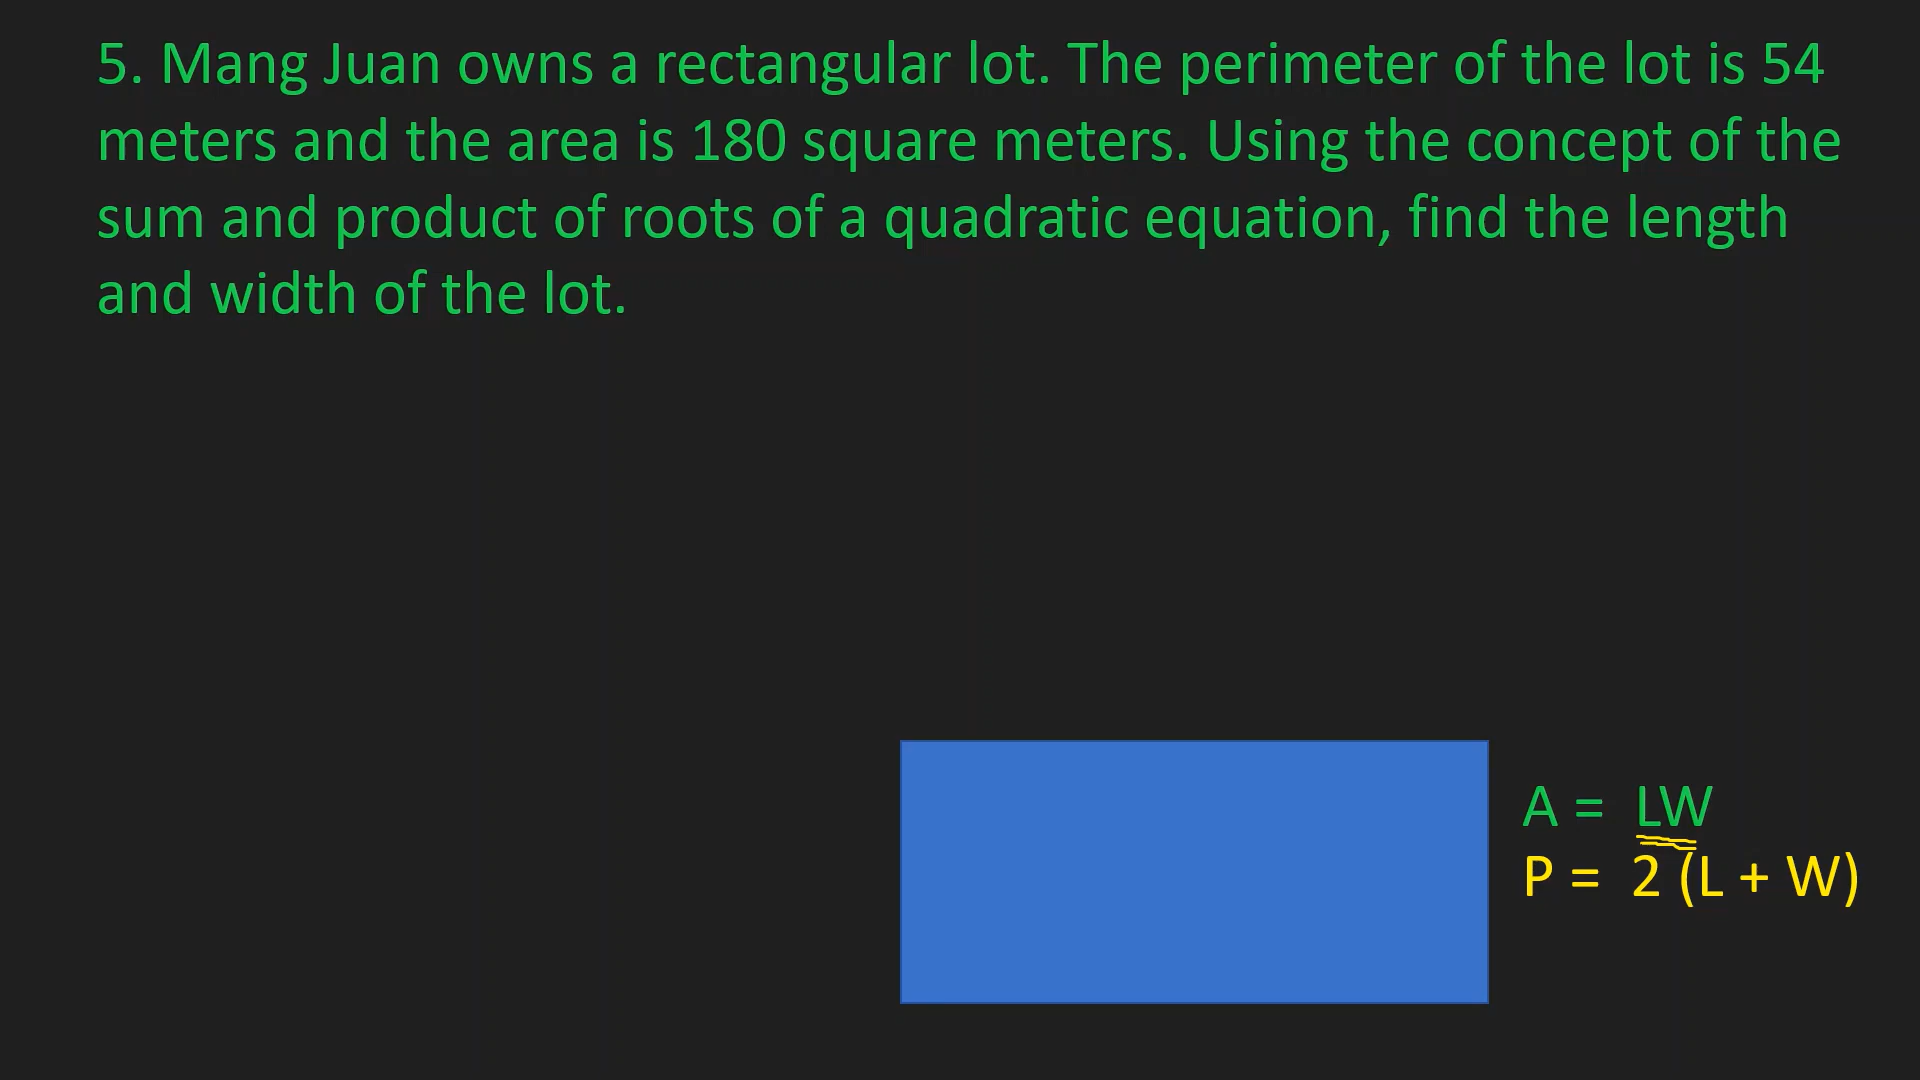 5. Mang Juan owns a rectangular lot. The perimeter of the lot is 54
meters and the area is 180 square meters. Using the concept of the
sum and product of roots of a quadratic equation, find the length
and width of the lot.
A = LW
P = 2 (L + W)